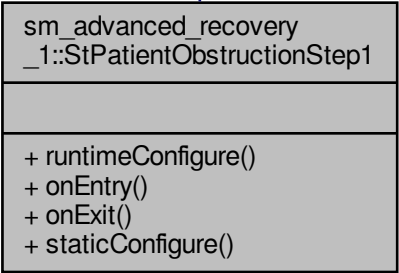 sm_advanced_recovery
_1::StPatientObstructionStep1
+ runtimeConfigure()
+ onEntry()
+ onExit()
+ staticConfigure()